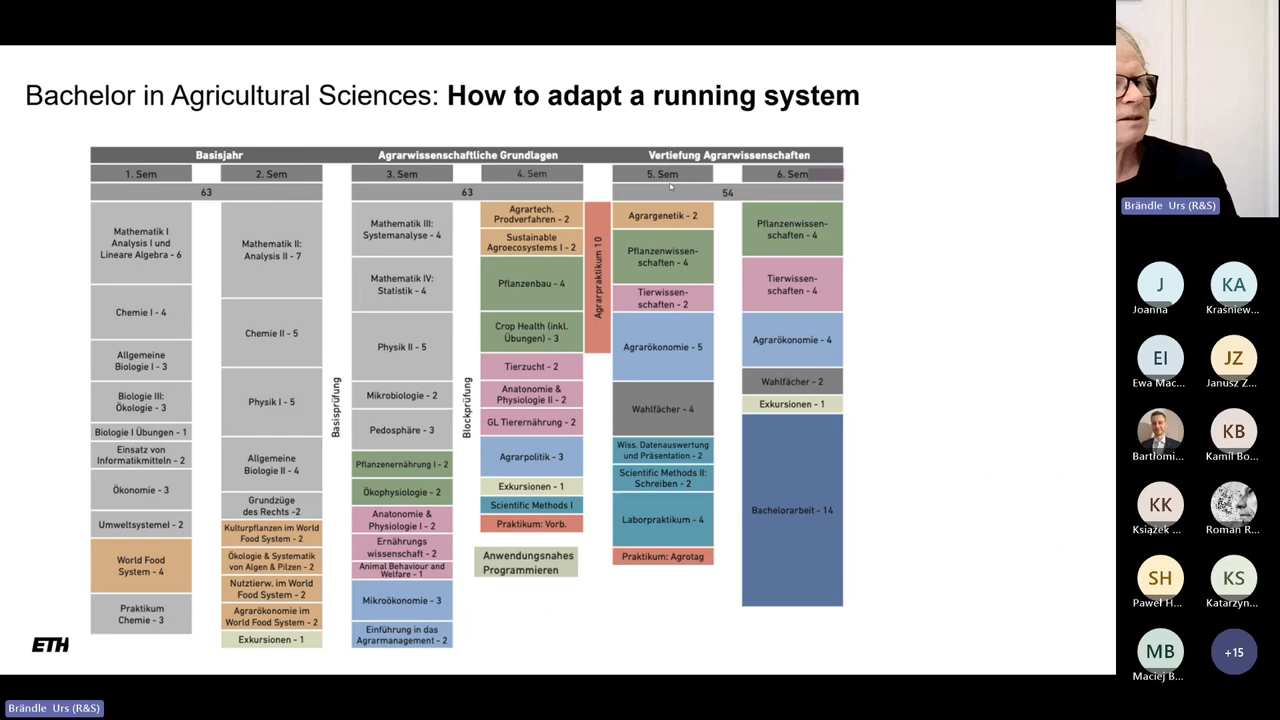 Bachelor in Agricultural Sciences: How to adapt a running system
Basisjahr
Agrarwissenschaftliche Grundlagen
Vertiefung Agrarwissenschaften
1. Sem
2. Sem
3. Sem
4. Sem
5. Sem
6. Sem
63
63
54
Mathematik I
Analysis I und
Lineare Algebra - 6
Chemie I - 4
Allgemeine
Biologie I - 3
Biologie III:
Ökologie - 3
Biologie I Übungen - 1
Einsatz von
Informatikmitteln - 2
Ökonomie - 3
Umweltsystemel - 2
World Food
System - 4
Praktikum
Chemie - 3
Mathematik II:
Analysis II - 7
Chemie II - 5
Physik I - 5
Allgemeine
Biologie II - 4
Grundzüge
des Rechts -2
Kulturpflanzen im World
Food System - 2
Ökologie & Systematik
von Algen & Pilzen - 2
Nutztierw. im World
Food System - 2
Agrarökonomie im
World Food System - 2
Exkursionen - 1
Basisprüfung
Mathematik III:
Systemanalyse - 4
Mathematik IV:
Statistik - 4
Physik II - 5
Mikrobiologie - 2
Pedosphäre - 3
Pflanzenernährung I - 2
Ökophysiologie - 2
Anatomie &
Physiologie I - 2
Ernährungs
wissenschaft - 2
Animal Behaviour and
Welfare - 1
Mikroökonomie - 3
Einführung in das
Agrarmanagement - 2
Blockprüfung
Agrartech.
Prodverfahren - 2
Sustainable
Agroecosystems I - 2
Pflanzenbau - 4
Crop Health (inkl.
Übungen) - 3
Tierzucht - 2
Anatomie &
Physiologie II - 2
GL Tierernährung - 2
Agrarpolitik - 3
Exkursionen - 1
Scientific Methods I
Praktikum: Vorb.
Anwendungsnahes
Programmieren
Agrarpraktikum 10
Agrargenetik - 2
Pflanzenwissen-
schaften - 4
Tierwissen-
schaften - 2
Agrarökonomie - 5
Wahlfächer - 4
Wiss. Datenauswertung
und Präsentation - 2
Scientific Methods II:
Schreiben - 2
Laborpraktikum - 4
Praktikum: Agrotag
Pflanzenwissen-
schaften - 4
Tierwissen-
schaften - 4
Agrarökonomie - 4
Wahlfächer - 2
Exkursionen - 1
Bachelorarbeit - 14
ETH
Brändle Urs (R&S)
Brändle Urs (R&S)
J
Joanna
KA
Kraśniew...
EI
Ewa Mac...
JZ
Janusz Z...
Bartłomi...
KB
Kamil Bo...
KK
Książek ...
Roman R...
SH
Paweł H...
KS
Katarzyn...
MB
Maciej B...
+15